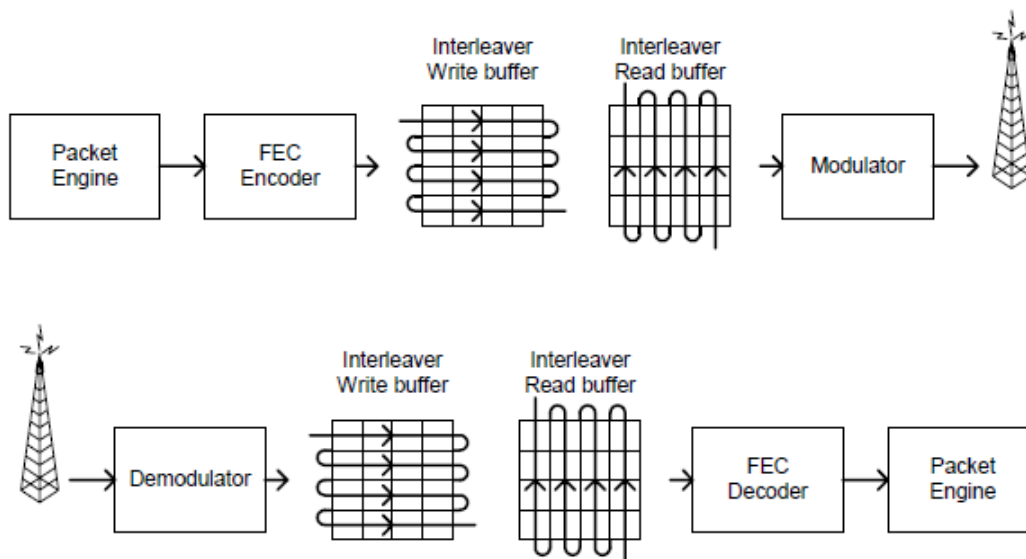 Interleaver
Write buffer
Interleaver
Read buffer
Packet
Engine
FEC
Encoder
Modulator
Interleaver
Write buffer
Interleaver
Read buffer
Demodulator
FEC
Decoder
Packet
Engine